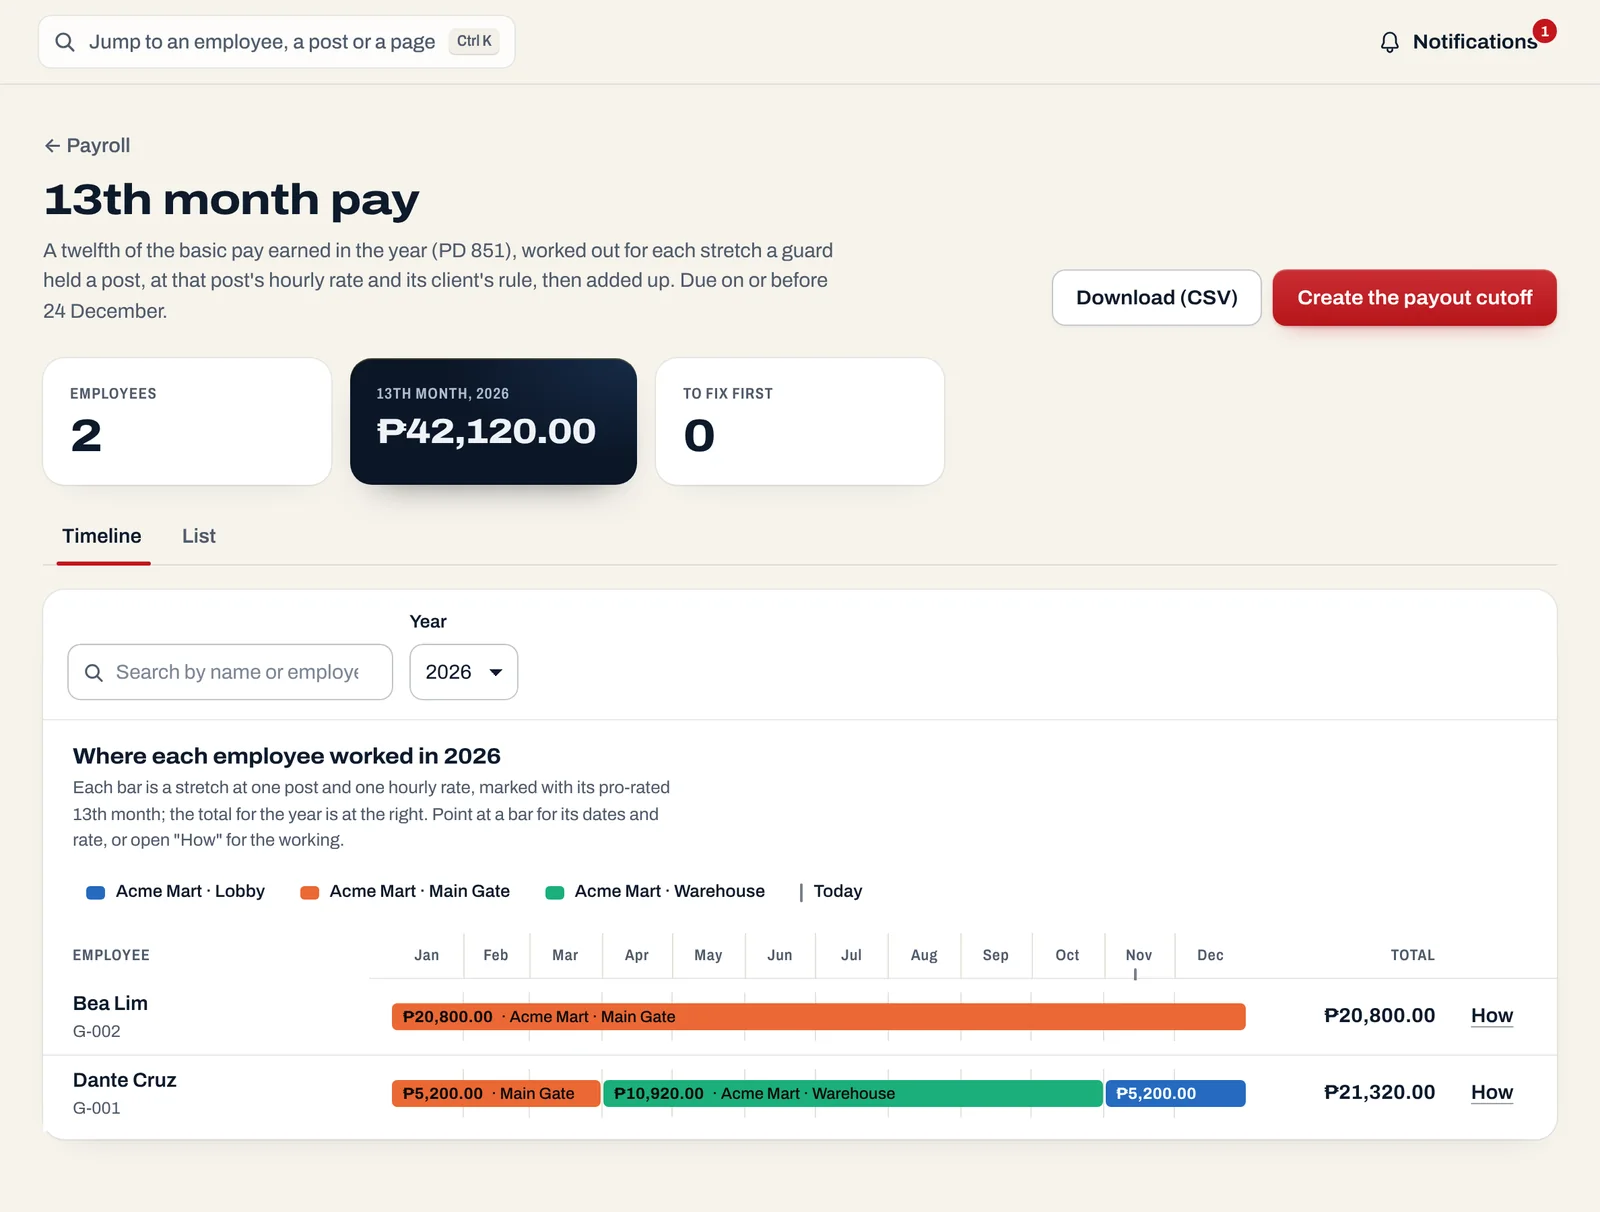 Jump to an employee, a post or a page Ctrl K
Notifications 1
← Payroll
13th month pay
A twelfth of the basic pay earned in the year (PD 851), worked out for each stretch a guard
held a post, at that post's hourly rate and its client's rule, then added up. Due on or before
24 December.
Download (CSV)
Create the payout cutoff
EMPLOYEES
2
13TH MONTH, 2026
₱42,120.00
TO FIX FIRST
0
Timeline
List
Year
Search by name or employe
2026
Where each employee worked in 2026
Each bar is a stretch at one post and one hourly rate, marked with its pro-rated
13th month; the total for the year is at the right. Point at a bar for its dates and
rate, or open "How" for the working.
Acme Mart · Lobby
Acme Mart · Main Gate
Acme Mart · Warehouse
Today
EMPLOYEE Jan Feb Mar Apr May Jun Jul Aug Sep Oct Nov Dec TOTAL
Bea Lim
G-002
₱20,800.00 · Acme Mart · Main Gate
₱20,800.00
How
Dante Cruz
G-001
₱5,200.00 · Main Gate
₱10,920.00 · Acme Mart · Warehouse
₱5,200.00
₱21,320.00
How